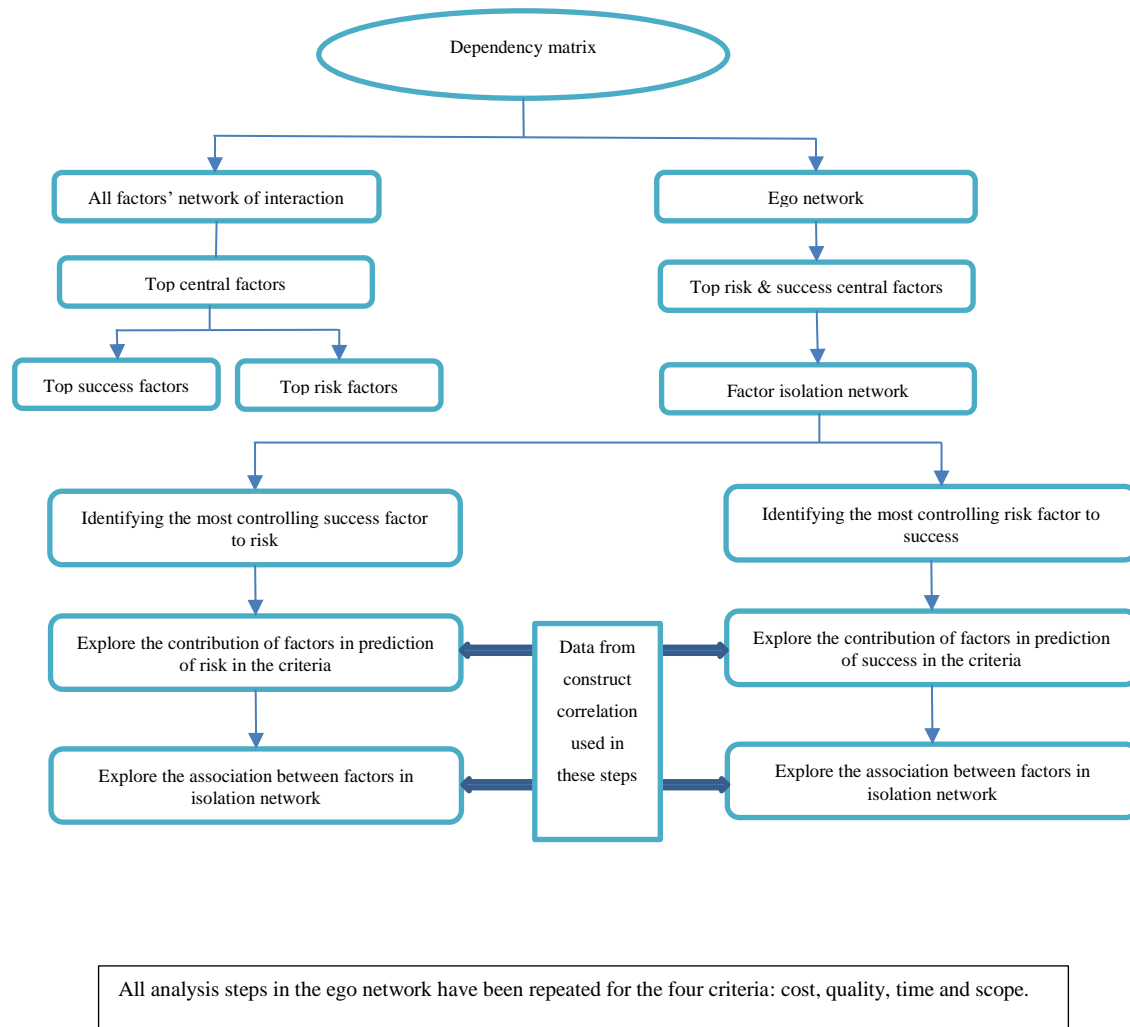 Dependency matrix
All factors’ network of interaction
Ego network
Top central factors
Top risk & success central factors
Top success factors
Top risk factors
Factor isolation network
Identifying the most controlling success factor
to risk
Identifying the most controlling risk factor to
success
Explore the contribution of factors in prediction
of risk in the criteria
Data from
construct
correlation
used in
these steps
Explore the contribution of factors in prediction
of success in the criteria
Explore the association between factors in
isolation network
Explore the association between factors in
isolation network
All analysis steps in the ego network have been repeated for the four criteria: cost, quality, time and scope.